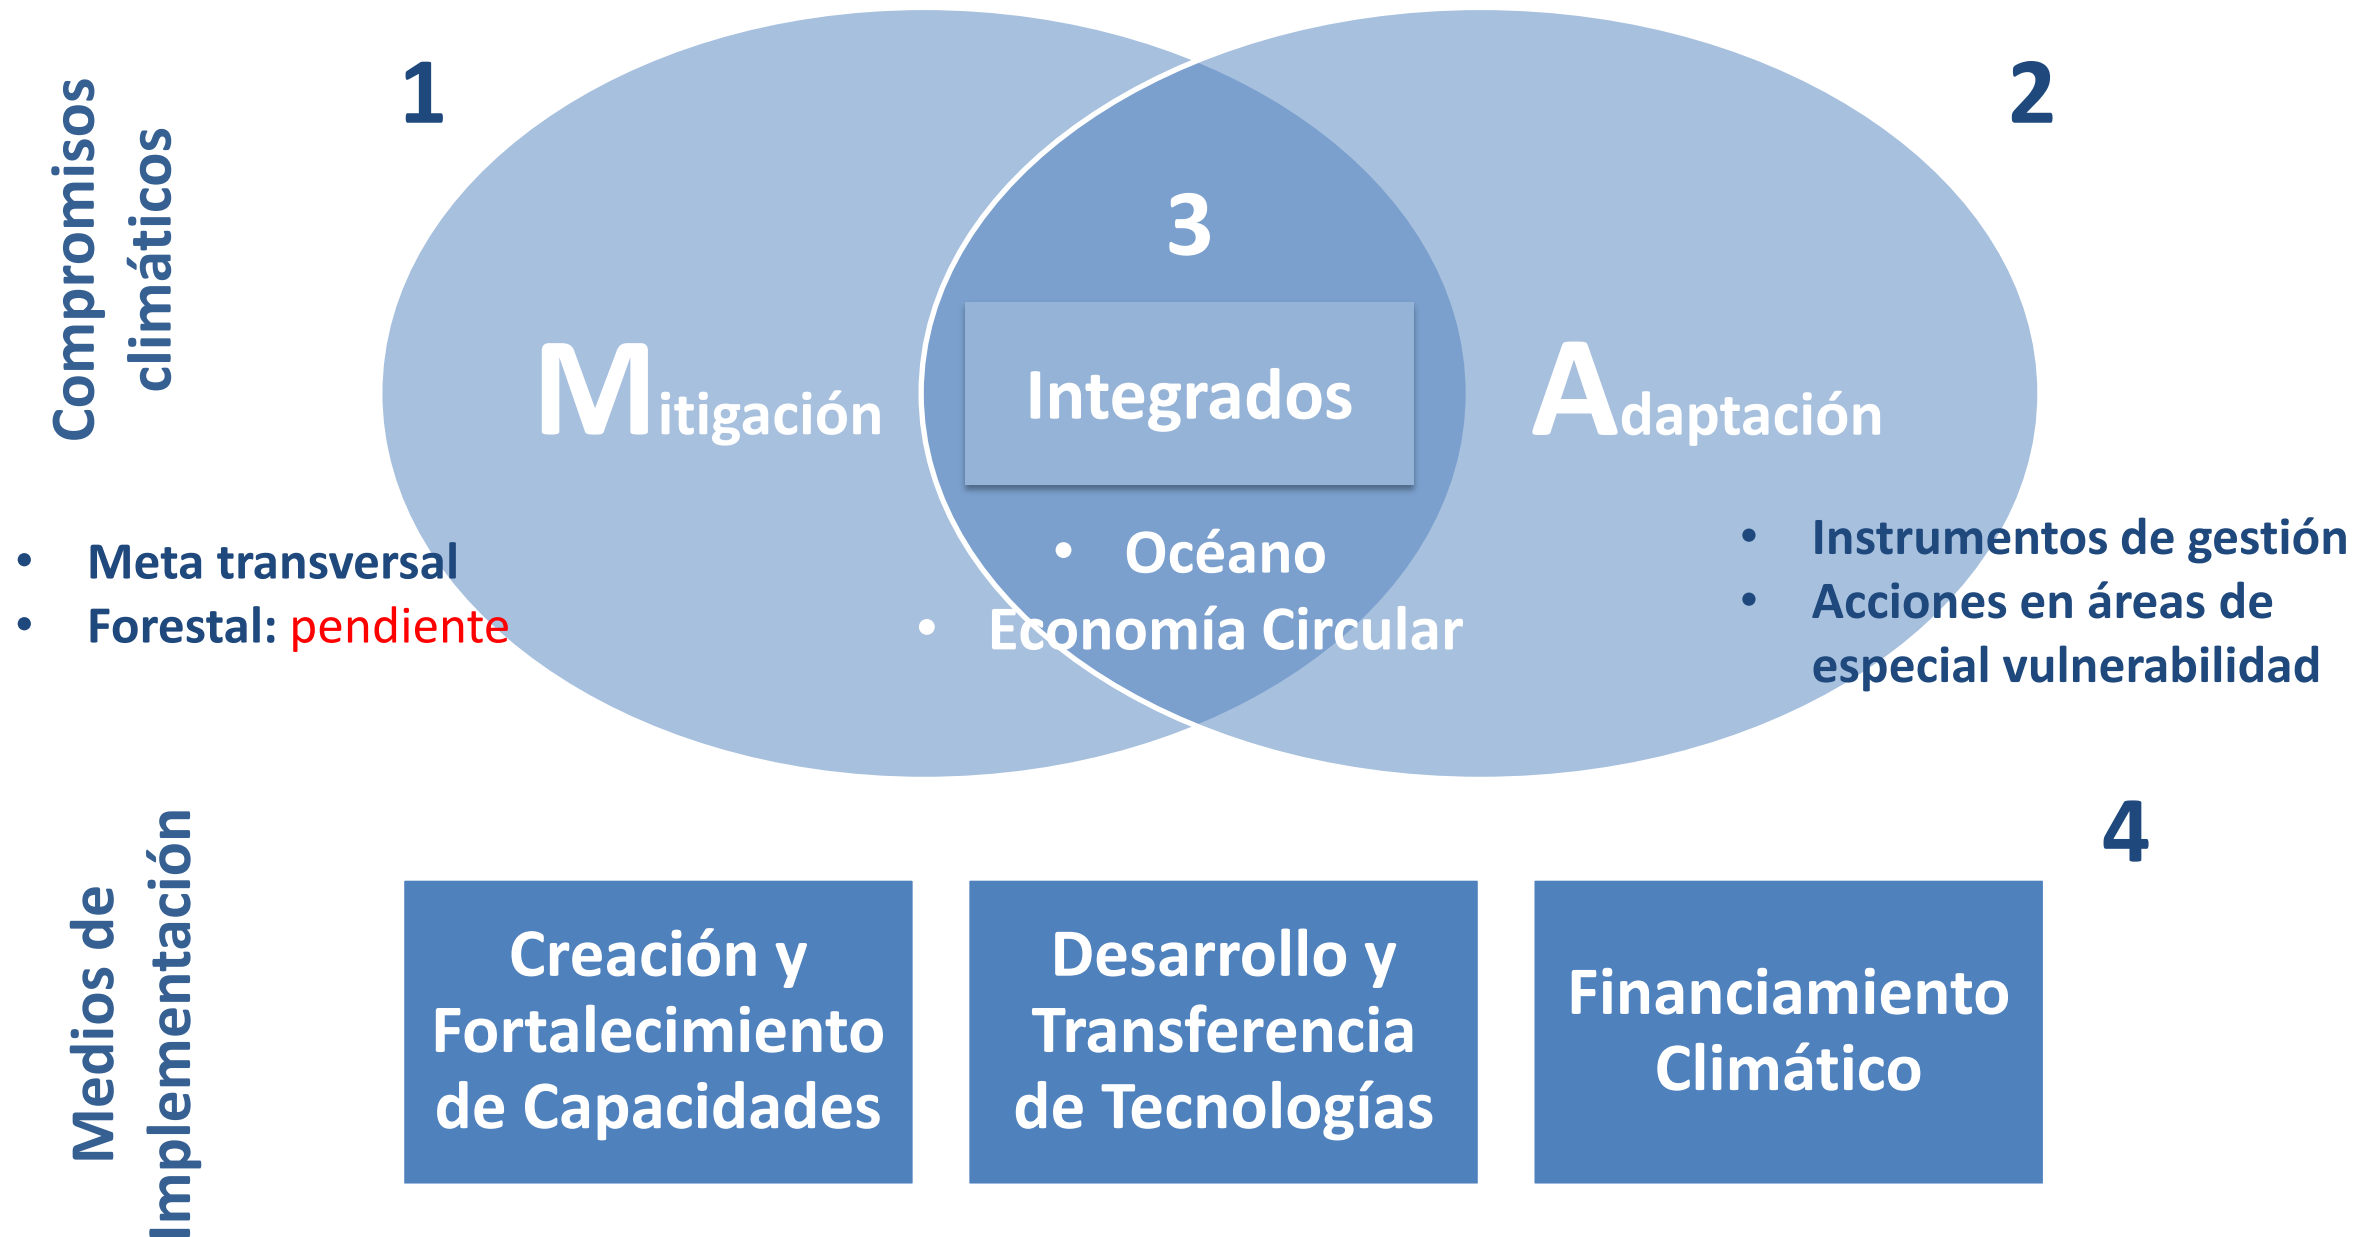 Compromisos
climáticos
1
2
3
Mitigación
Integrados
Adaptación
• Meta transversal
• Forestal: pendiente
• Océano
• Economía Circular
• Instrumentos de gestión
• Acciones en áreas de
especial vulnerabilidad
Medios de
Implementación
4
Creación y
Fortalecimiento
de Capacidades
Desarrollo y
Transferencia
de Tecnologías
Financiamiento
Climático